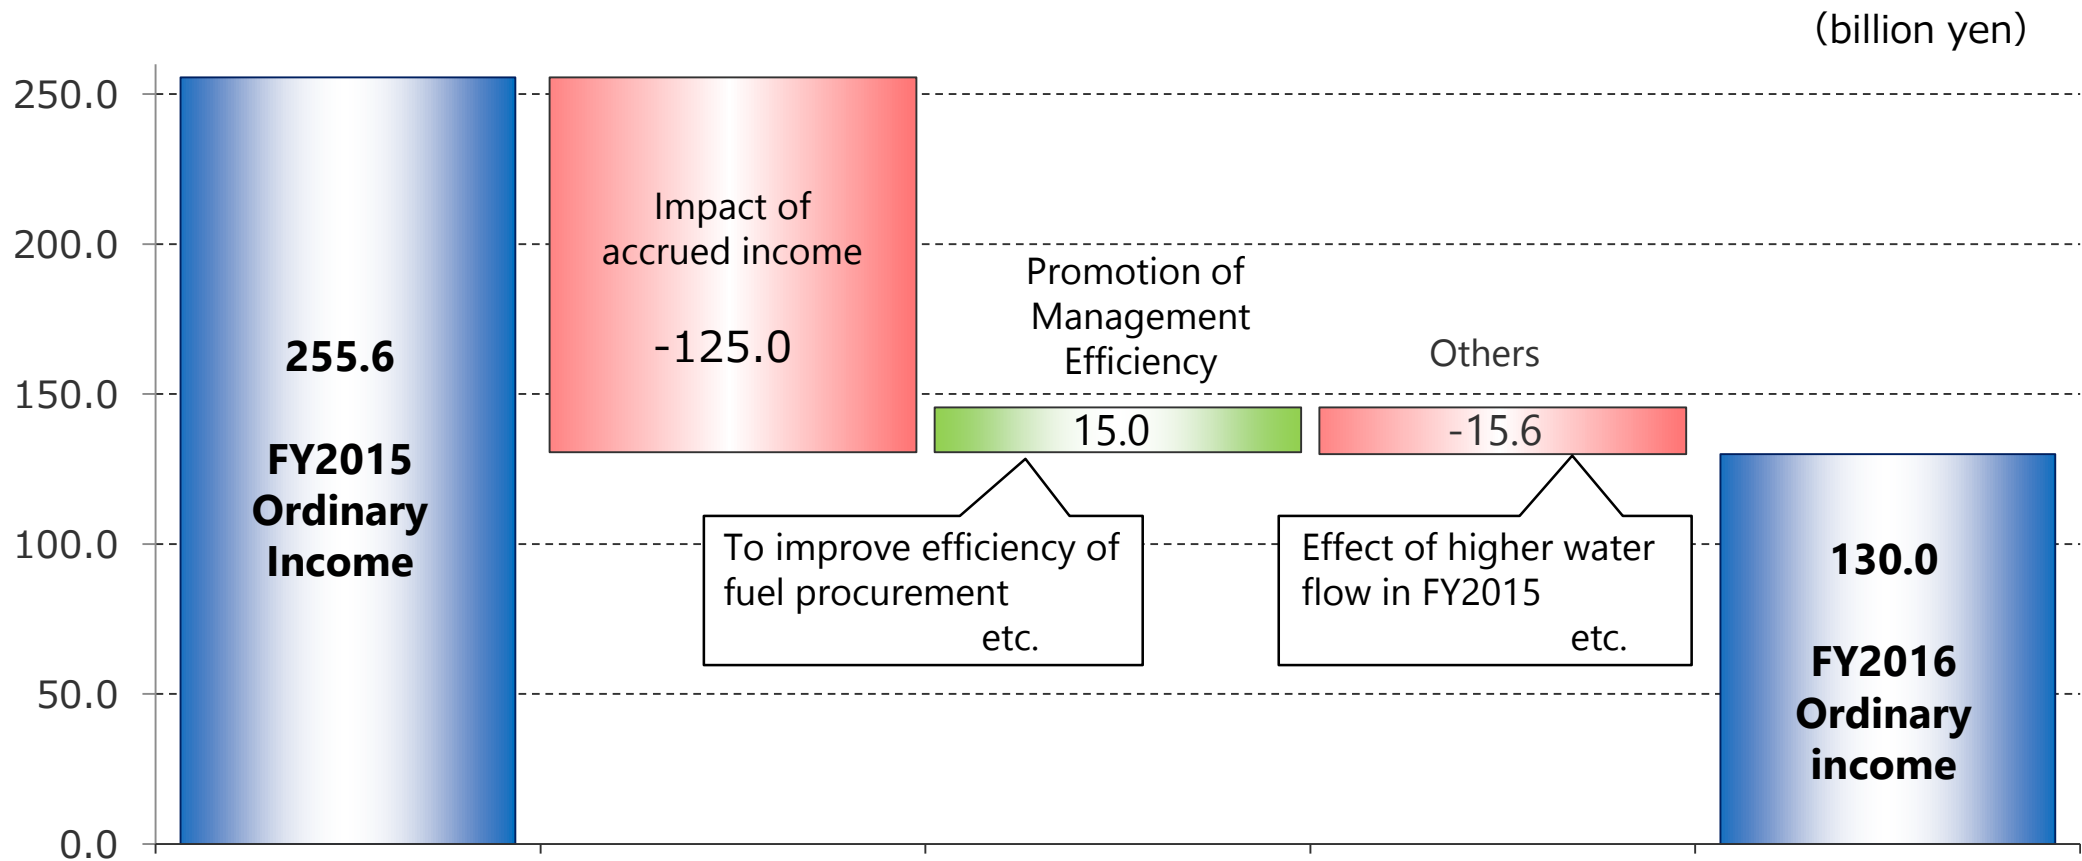 （billion yen）
250.0
200.0
150.0
100.0
50.0
0.0
255.6
FY2015
Ordinary
Income
Impact of
accrued income
-125.0
Promotion of
Management
Efficiency
15.0
To improve efficiency of
fuel procurement
etc.
Others
-15.6
Effect of higher water
flow in FY2015
etc.
130.0
FY2016
Ordinary
income